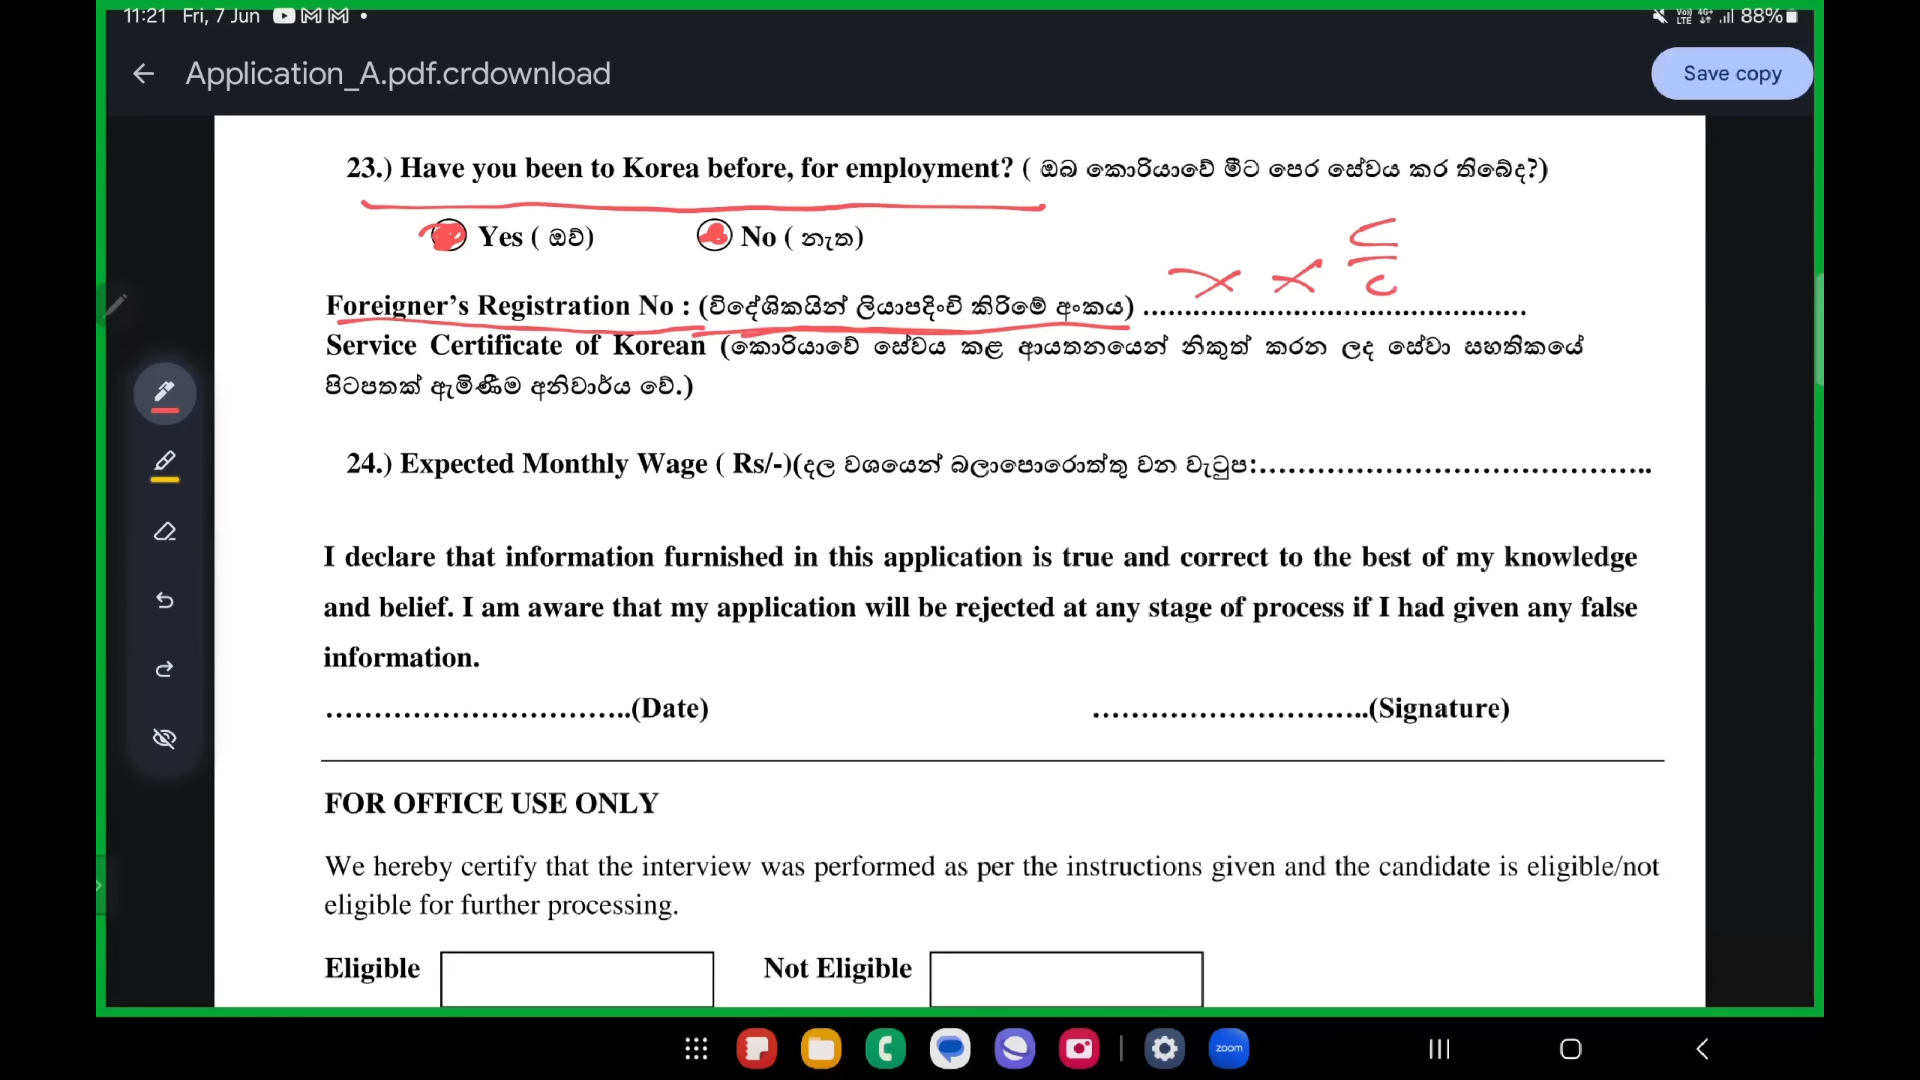 11:21 Fri, 7 Jun 88%
Application_A.pdf.crdownload
Save copy
23.) Have you been to Korea before, for employment? ( ඔබ කොරියාවේ මීට පෙර සේවය කර තිබේද?)
Yes ( ඔව්) No ( නැත)
Foreigner’s Registration No : (විදේශිකයින් ලියාපදිංචි කිරිමේ අංකය) ..............................................
Service Certificate of Korean (කොරියාවේ සේවය කළ ආයතනයෙන් නිකුත් කරන ලද සේවා සහතිකයේ
පිටපතක් ඇමිණීම අනිවාර්ය වේ.)
24.) Expected Monthly Wage ( Rs/-)(දල වශයෙන් බලාපොරොත්තු වන වැටුප:…………………………………..
I declare that information furnished in this application is true and correct to the best of my knowledge
and belief. I am aware that my application will be rejected at any stage of process if I had given any false
information.
…………………………..(Date) ………………………..(Signature)
FOR OFFICE USE ONLY
We hereby certify that the interview was performed as per the instructions given and the candidate is eligible/not
eligible for further processing.
Eligible Not Eligible
zoom